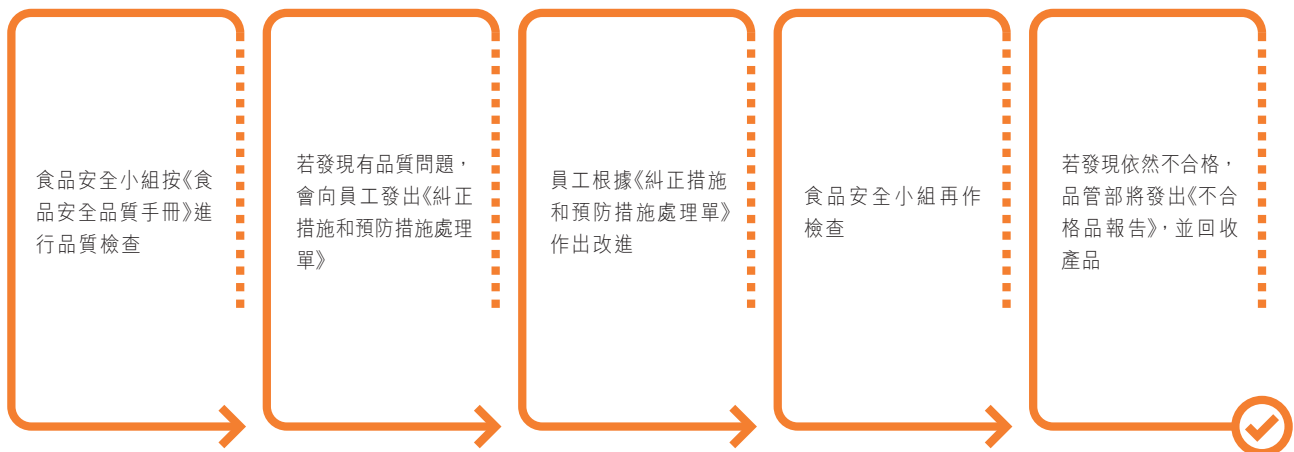 食品安全小組按《食
品安全品質手冊》進
行品質檢查
若發現有品質問題，
會向員工發出《糾正
措施和預防措施處理
單》
員工根據《糾正措施
和預防措施處理單》
作出改進
食品安全小組再作
檢查
若發現依然不合格，
品管部將發出《不合
格品報告》，並回收
產品